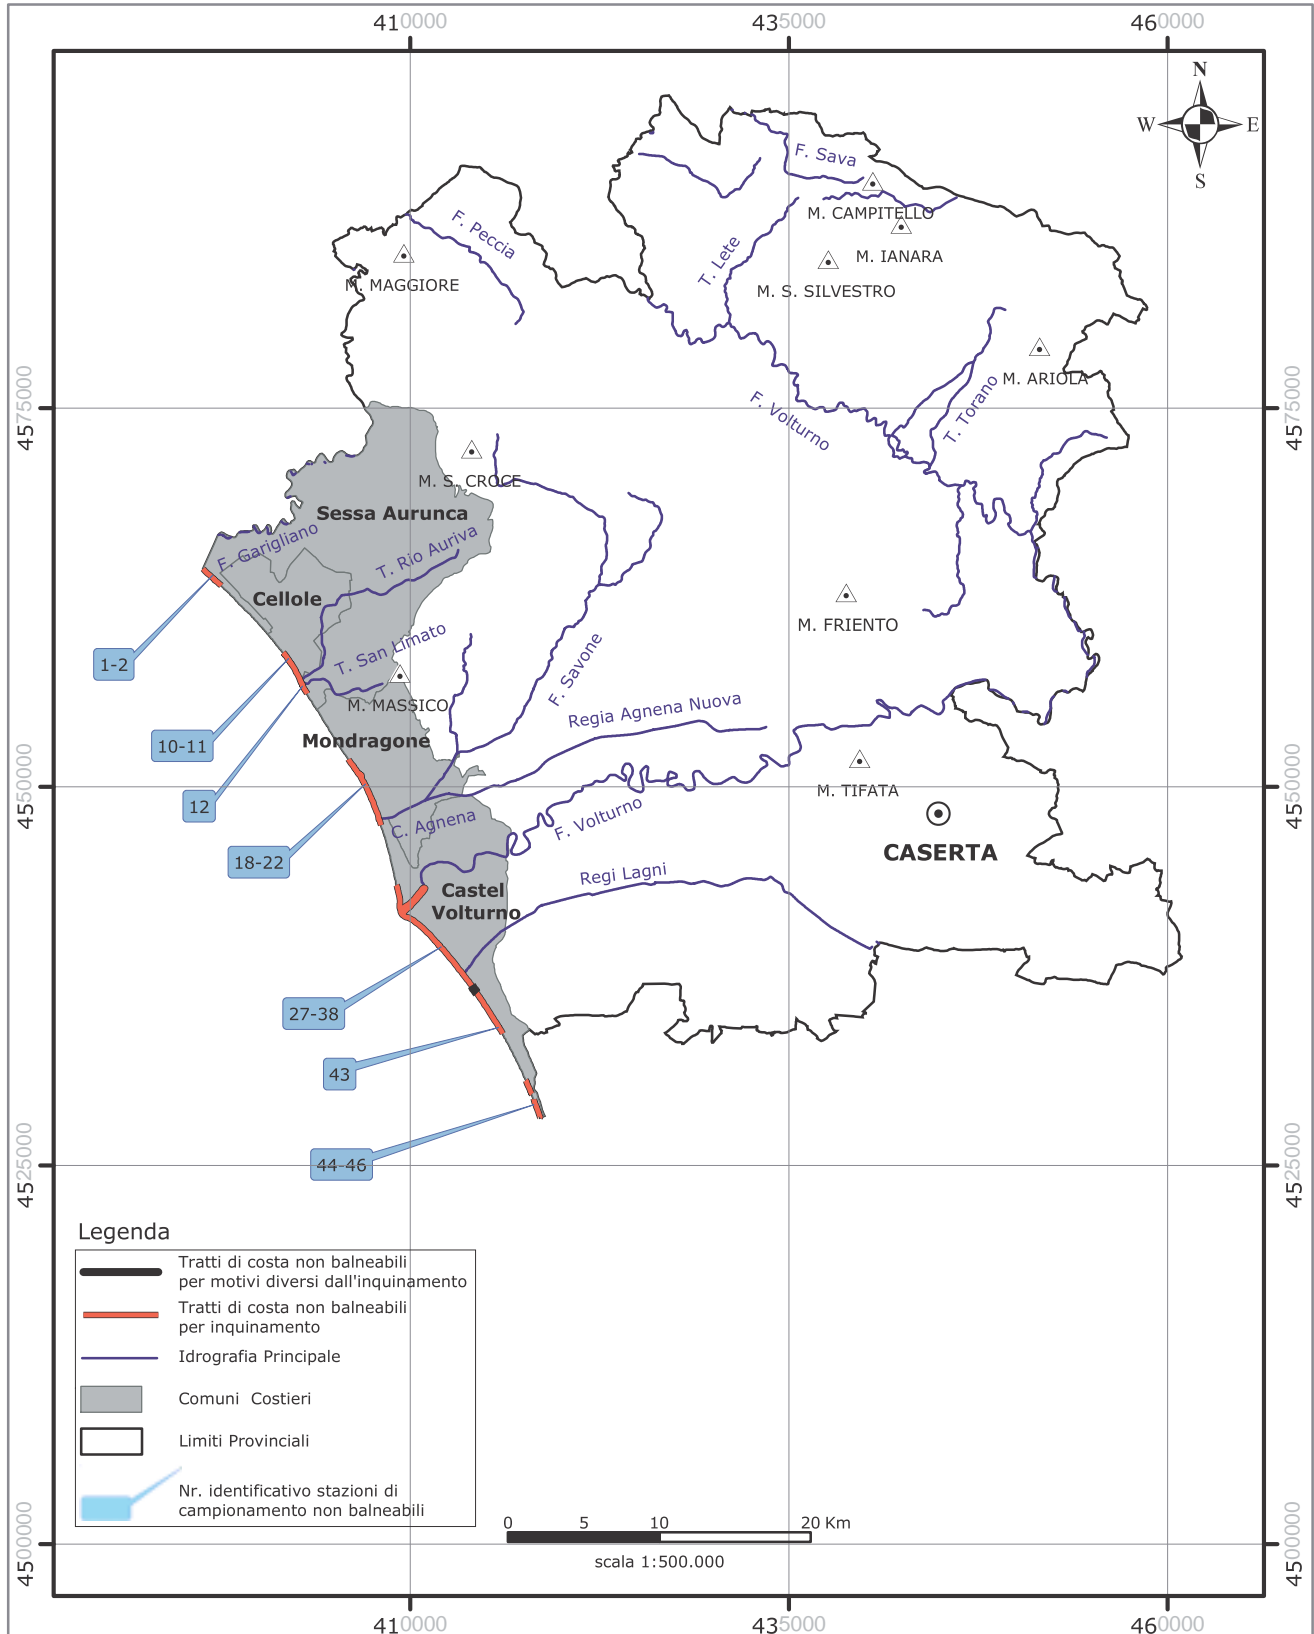 410000 435000 460000
N
W E
S
F. Sava
M. CAMPITELLO
F. Peccia
T. Lete
M. IANARA
M. MAGGIORE
M. S. SILVESTRO
M. ARIOLA
T. Torano
F. Volturno
4575000 4575000
M. S. CROCE
Sessa Aurunca
F. Garigliano
T. Rio Auriva
Cellole
M. FRIENTO
T. San Limato
1-2
F. Savone
M. MASSICO
Regia Agnena Nuova
10-11
Mondragone
M. TIFATA
4550000 4550000
12
C. Agnena
F. Volturno
CASERTA
18-22
Regi Lagni
Castel
Volturno
27-38
43
44-46
4525000 4525000
Legenda
Tratti di costa non balneabili
per motivi diversi dall'inquinamento
Tratti di costa non balneabili
per inquinamento
Idrografia Principale
Comuni Costieri
Limiti Provinciali
Nr. identificativo stazioni di
campionamento non balneabili
0 5 10 20 Km
scala 1:500.000
4500000 4500000
410000 435000 460000